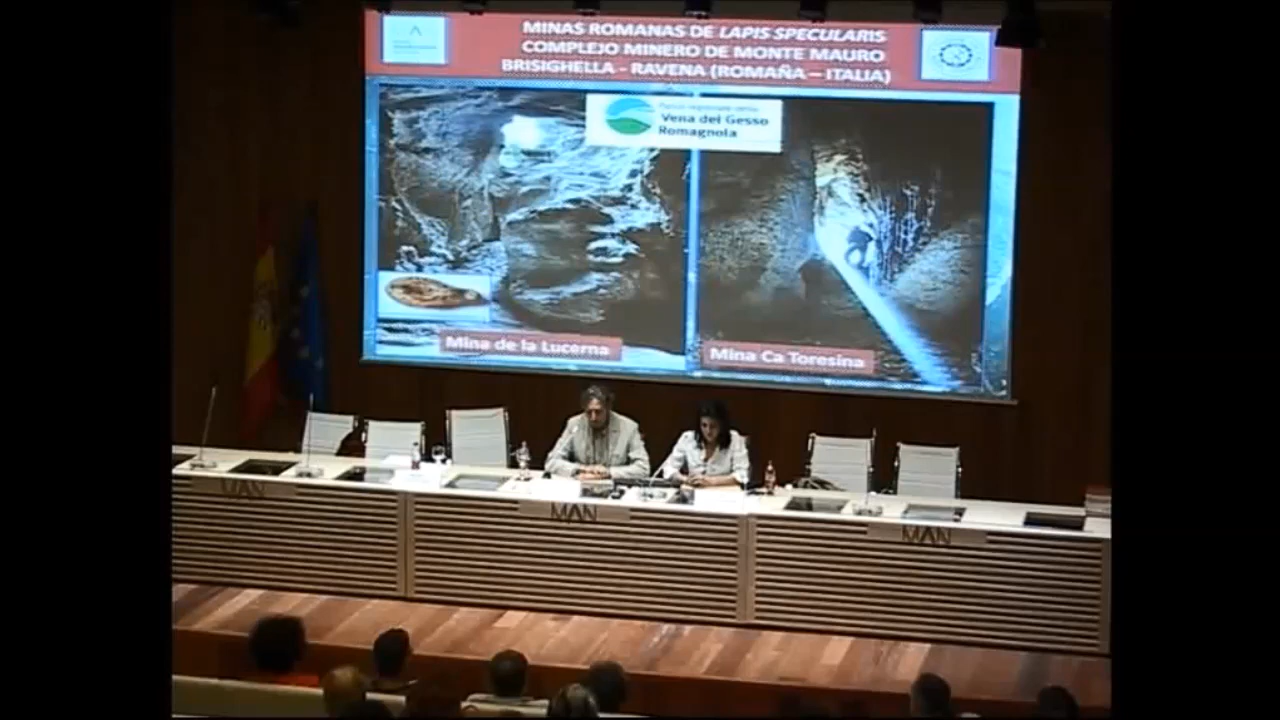 MINAS ROMANAS DE LAPIS SPECULARIS
COMPLEJO MINERO DE MONTE MAURO
BRISIGHELLA - RAVENA (ROMAÑA – ITALIA)
Vena del Gesso
Romagnola
Mina de la Lucerna
Mina Ca Toresina
MAN
MAN
MAN